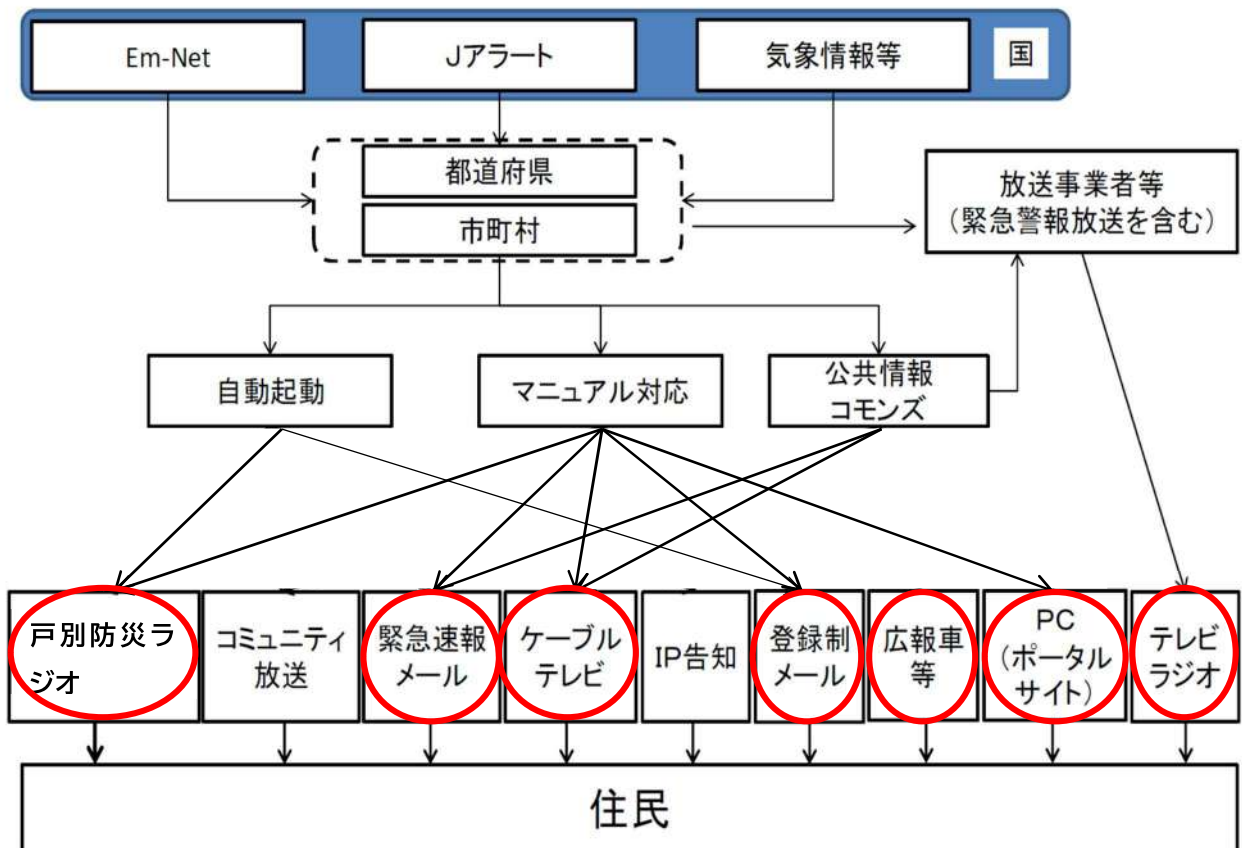 Em-Net
Jアラート
気象情報等
国
都道府県
市町村
放送事業者等
(緊急警報放送を含む)
自動起動
マニュアル対応
公共情報
コモンズ
戸別防災ラ
ジオ
コミュニティ
放送
緊急速報
メール
ケーブル
テレビ
IP告知
登録制
メール
広報車
等
PC
(ポータル
サイト)
テレビ
ラジオ
住民